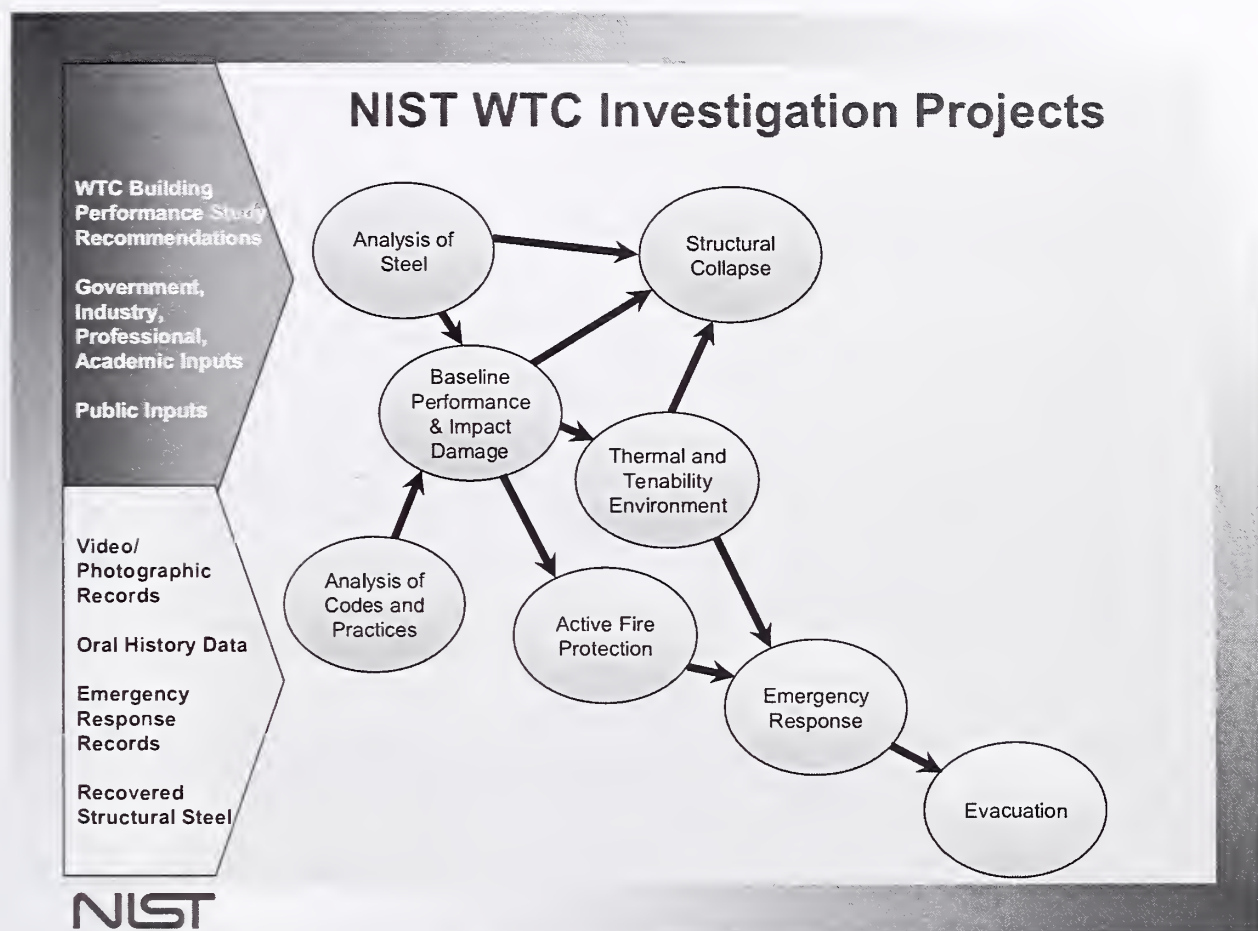 NIST WTC Investigation Projects
WTC Building
Performance Study
Recommendations
Government,
Industry,
Professional,
Academic Inputs
Public Inputs
Video/
Photographic
Records
Oral History Data
Emergency
Response
Records
Recovered
Structural Steel
Analysis of
Steel
Structural
Collapse
Baseline
Performance
& Impact
Damage
Thermal and
Tenability
Environment
Analysis of
Codes and
Practices
Active Fire
Protection
Emergency
Response
Evacuation
NIST